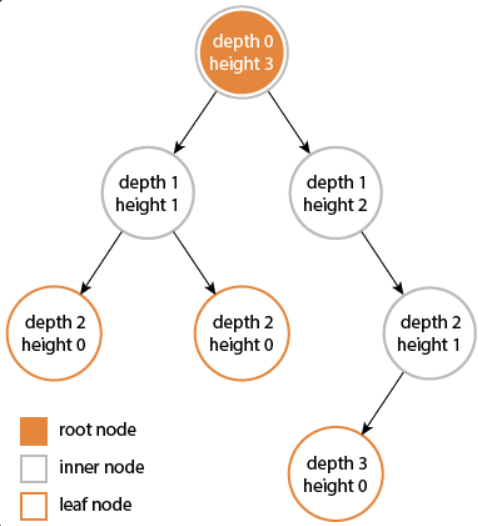 depth 0
height 3
depth 1
height 1
depth 1
height 2
depth 2
height 0
depth 2
height 0
depth 2
height 1
depth 3
height 0
root node
inner node
leaf node